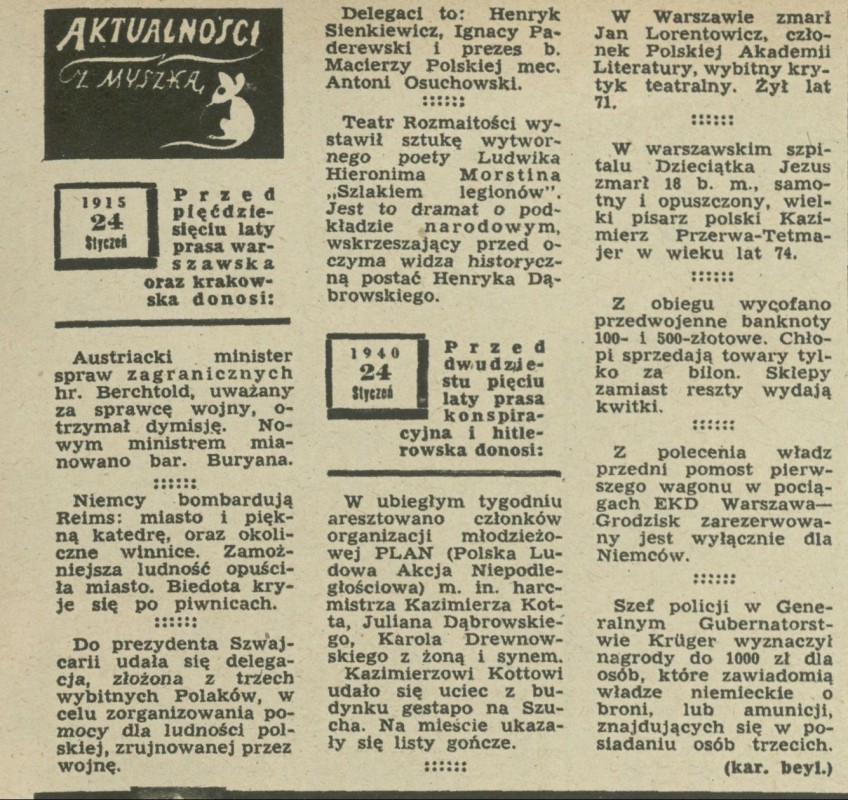 AKTUALNOŚCI
Z MYSZKĄ
1915
24
Styczeń
Przed
pięćdzie-
sięciu laty
prasa war-
szawska
oraz krakow-
ska donosi:
Austriacki minister
spraw zagranicznych
hr. Berchtold, uważany
za sprawcę wojny, o-
trzymał dymisję. No-
wym ministrem mia-
nowano bar. Buryana.
::::::
Niemcy bombardują
Reims: miasto i pięk-
ną katedrę, oraz okoli-
czne winnice. Zamoż-
niejsza ludność opuści-
ła miasto. Biedota kry-
je się po piwnicach.
::::::
Do prezydenta Szwaj-
carii udała się delega-
cja, złożona z trzech
wybitnych Polaków, w
celu zorganizowania po-
mocy dla ludności pol-
skiej, zrujnowanej przez
wojnę.
Delegaci to: Henryk
Sienkiewicz, Ignacy Pa-
derewski i prezes b.
Macierzy Polskiej mec.
Antoni Osuchowski.
::::::
Teatr Rozmaitości wy-
stawił sztukę wytwor-
nego poety Ludwika
Hieronima Morstina
„Szlakiem legionów".
Jest to dramat o pod-
kładzie narodowym,
wskrzeszający przed o-
czyma widza historycz-
ną postać Henryka Dą-
browskiego.
1940
24
Styczeń
Przed
dwudzie-
stu pięciu
laty prasa
konspira-
cyjna i hitle-
rowska donosi:
W ubiegłym tygodniu
aresztowano członków
organizacji młodzieżo-
wej PLAN (Polska Lu-
dowa Akcja Niepodle-
głościowa) m. in. harc-
mistrza Kazimierza Kot-
ta, Juliana Dąbrowskie-
go, Karola Drewnow-
skiego z żoną i synem.
Kazimierzowi Kottowi
udało się uciec z bu-
dynku gestapo na Szu-
cha. Na mieście ukaza-
ły się listy gończe.
::::::
W Warszawie zmarł
Jan Lorentowicz, czło-
nek Polskiej Akademii
Literatury, wybitny kry-
tyk teatralny. Żył lat
71.
::::::
W warszawskim szpi-
talu Dzieciątka Jezus
zmarł 18 b. m., samo-
tny i opuszczony, wiel-
ki pisarz polski Kazi-
mierz Przerwa-Tetma-
jer w wieku lat 74.
::::::
Z obiegu wycofano
przedwojenne banknoty
100- i 500-złotowe. Chło-
pi sprzedają towary tyl-
ko za bilon. Sklepy
zamiast reszty wydają
kwitki.
::::::
Z polecenia władz
przedni pomost pierw-
szego wagonu w pocią-
gach EKD Warszawa—
Grodzisk zarezerwowa-
ny jest wyłącznie dla
Niemców.
::::::
Szef policji w Gene-
ralnym Gubernatorst-
wie Krüger wyznaczył
nagrody do 1000 zł dla
osób, które zawiadomią
władze niemieckie o
broni, lub amunicji,
znajdujących się w po-
siadaniu osób trzecich.
(kar. beyl.)